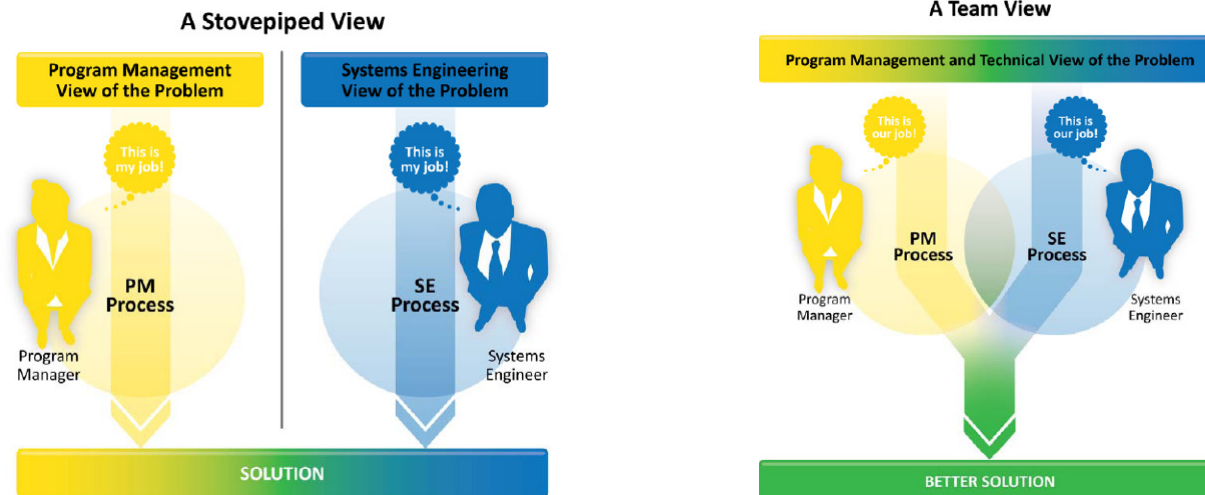 A Stovepiped View
Program Management
View of the Problem
Systems Engineering
View of the Problem
This is
my job!
This is
my job!
PM
Process
SE
Process
Program
Manager
Systems
Engineer
SOLUTION
A Team View
Program Management and Technical View of the Problem
This is
our job!
This is
our job!
PM
Process
SE
Process
Program
Manager
Systems
Engineer
BETTER SOLUTION